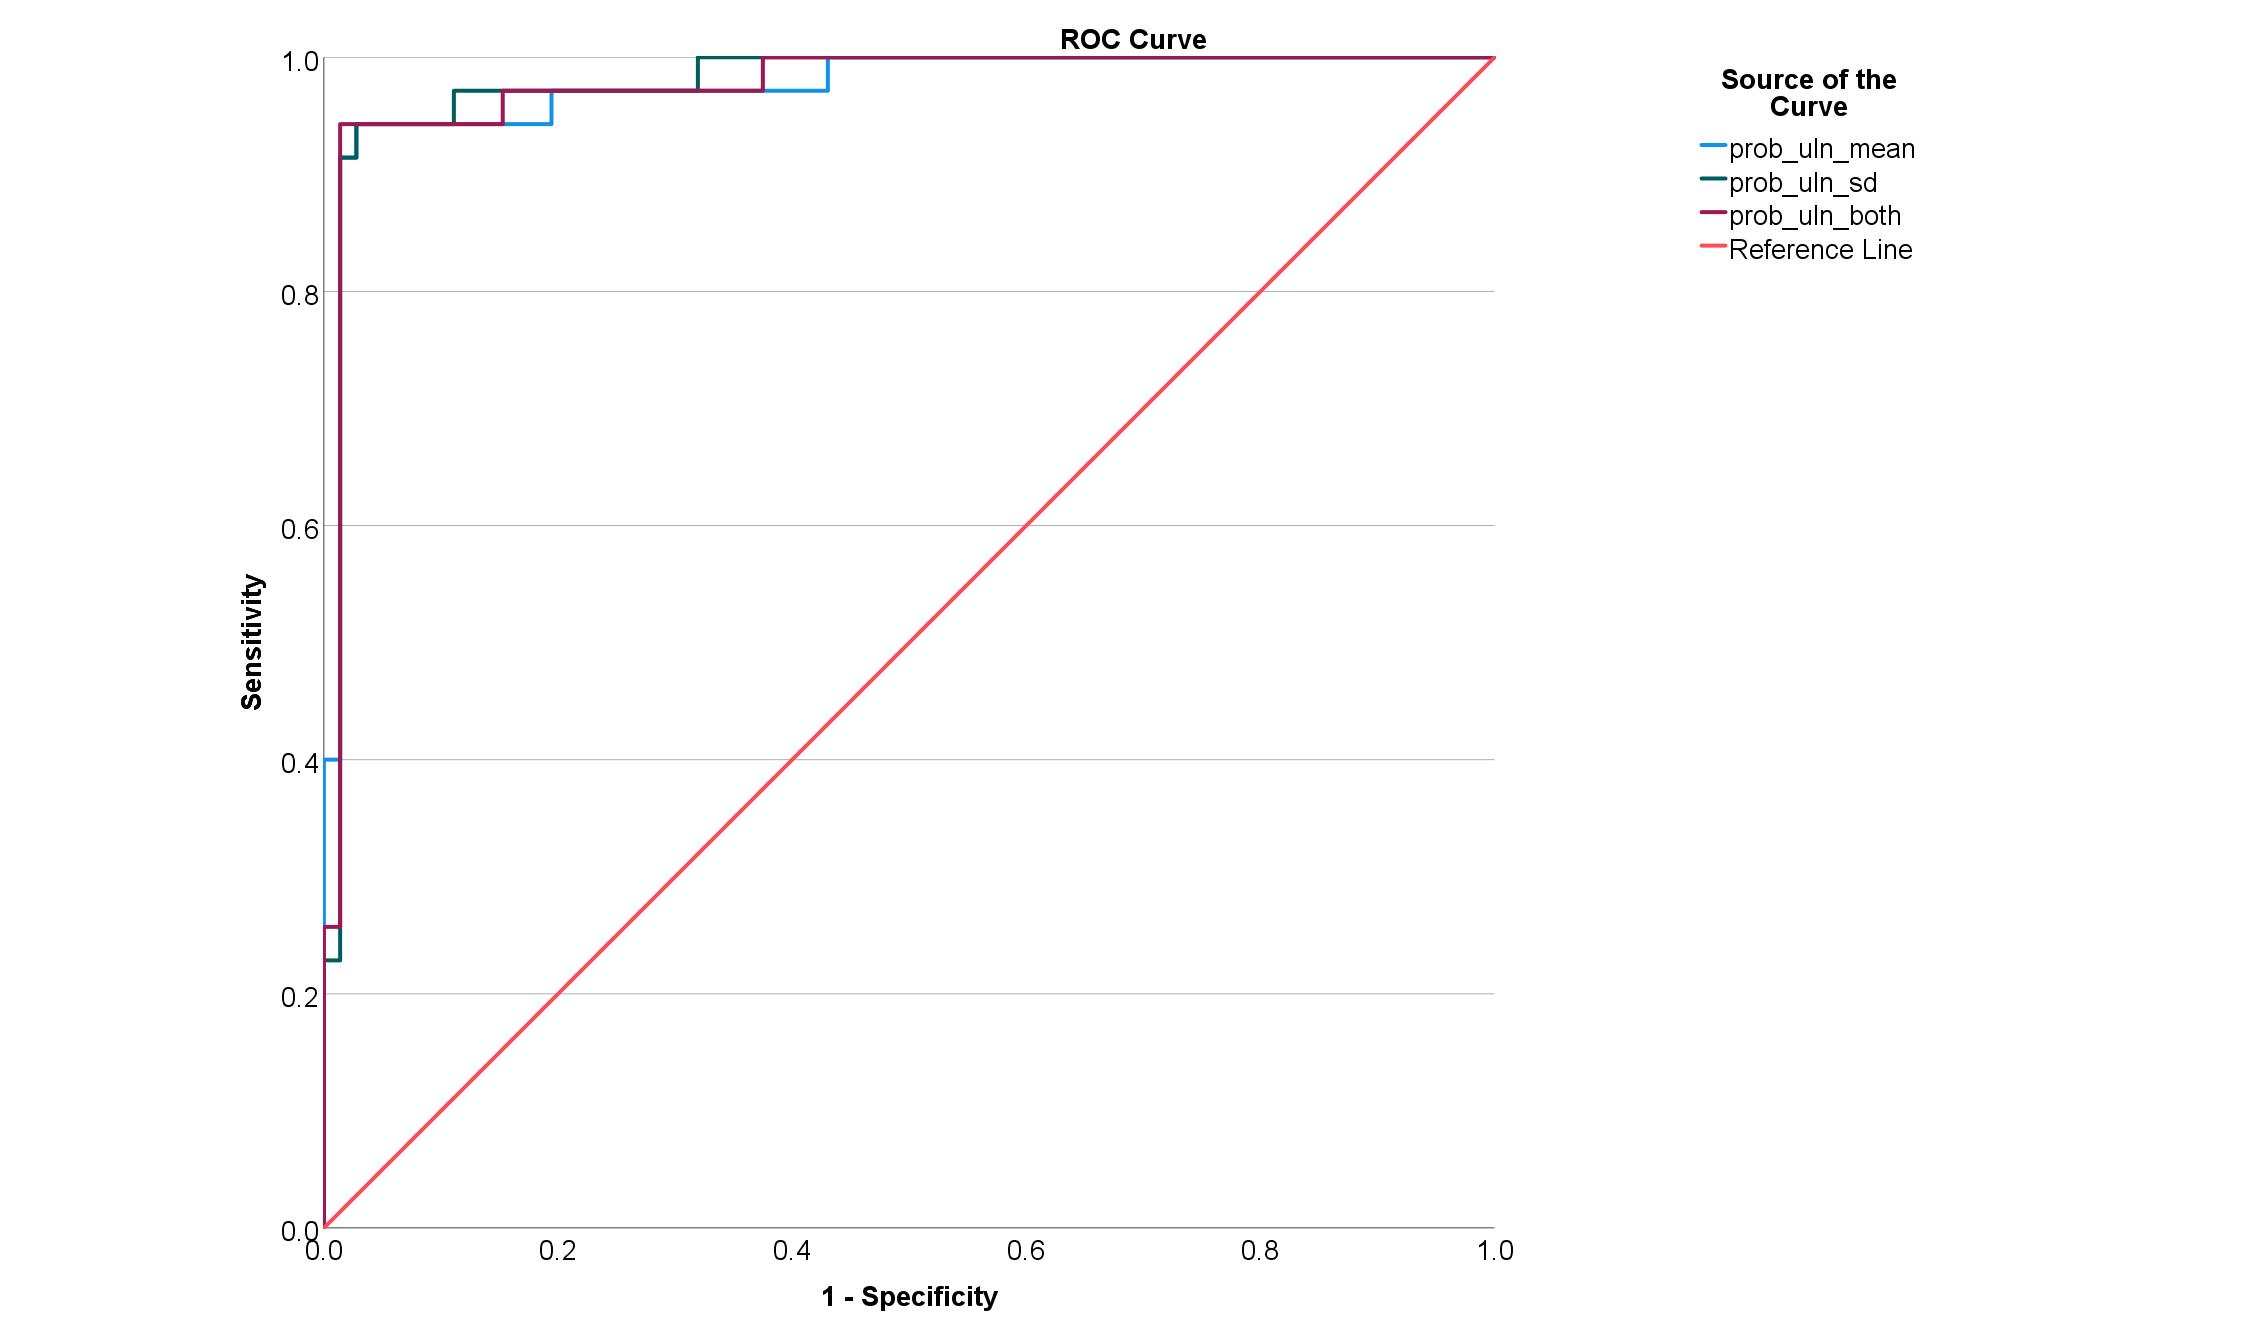 ROC Curve
1.0
0.8
0.6
0.4
0.2
0.0
Sensitivity
0.0 0.2 0.4 0.6 0.8 1.0
1 - Specificity
Source of the
Curve
prob_uln_mean
prob_uln_sd
prob_uln_both
Reference Line